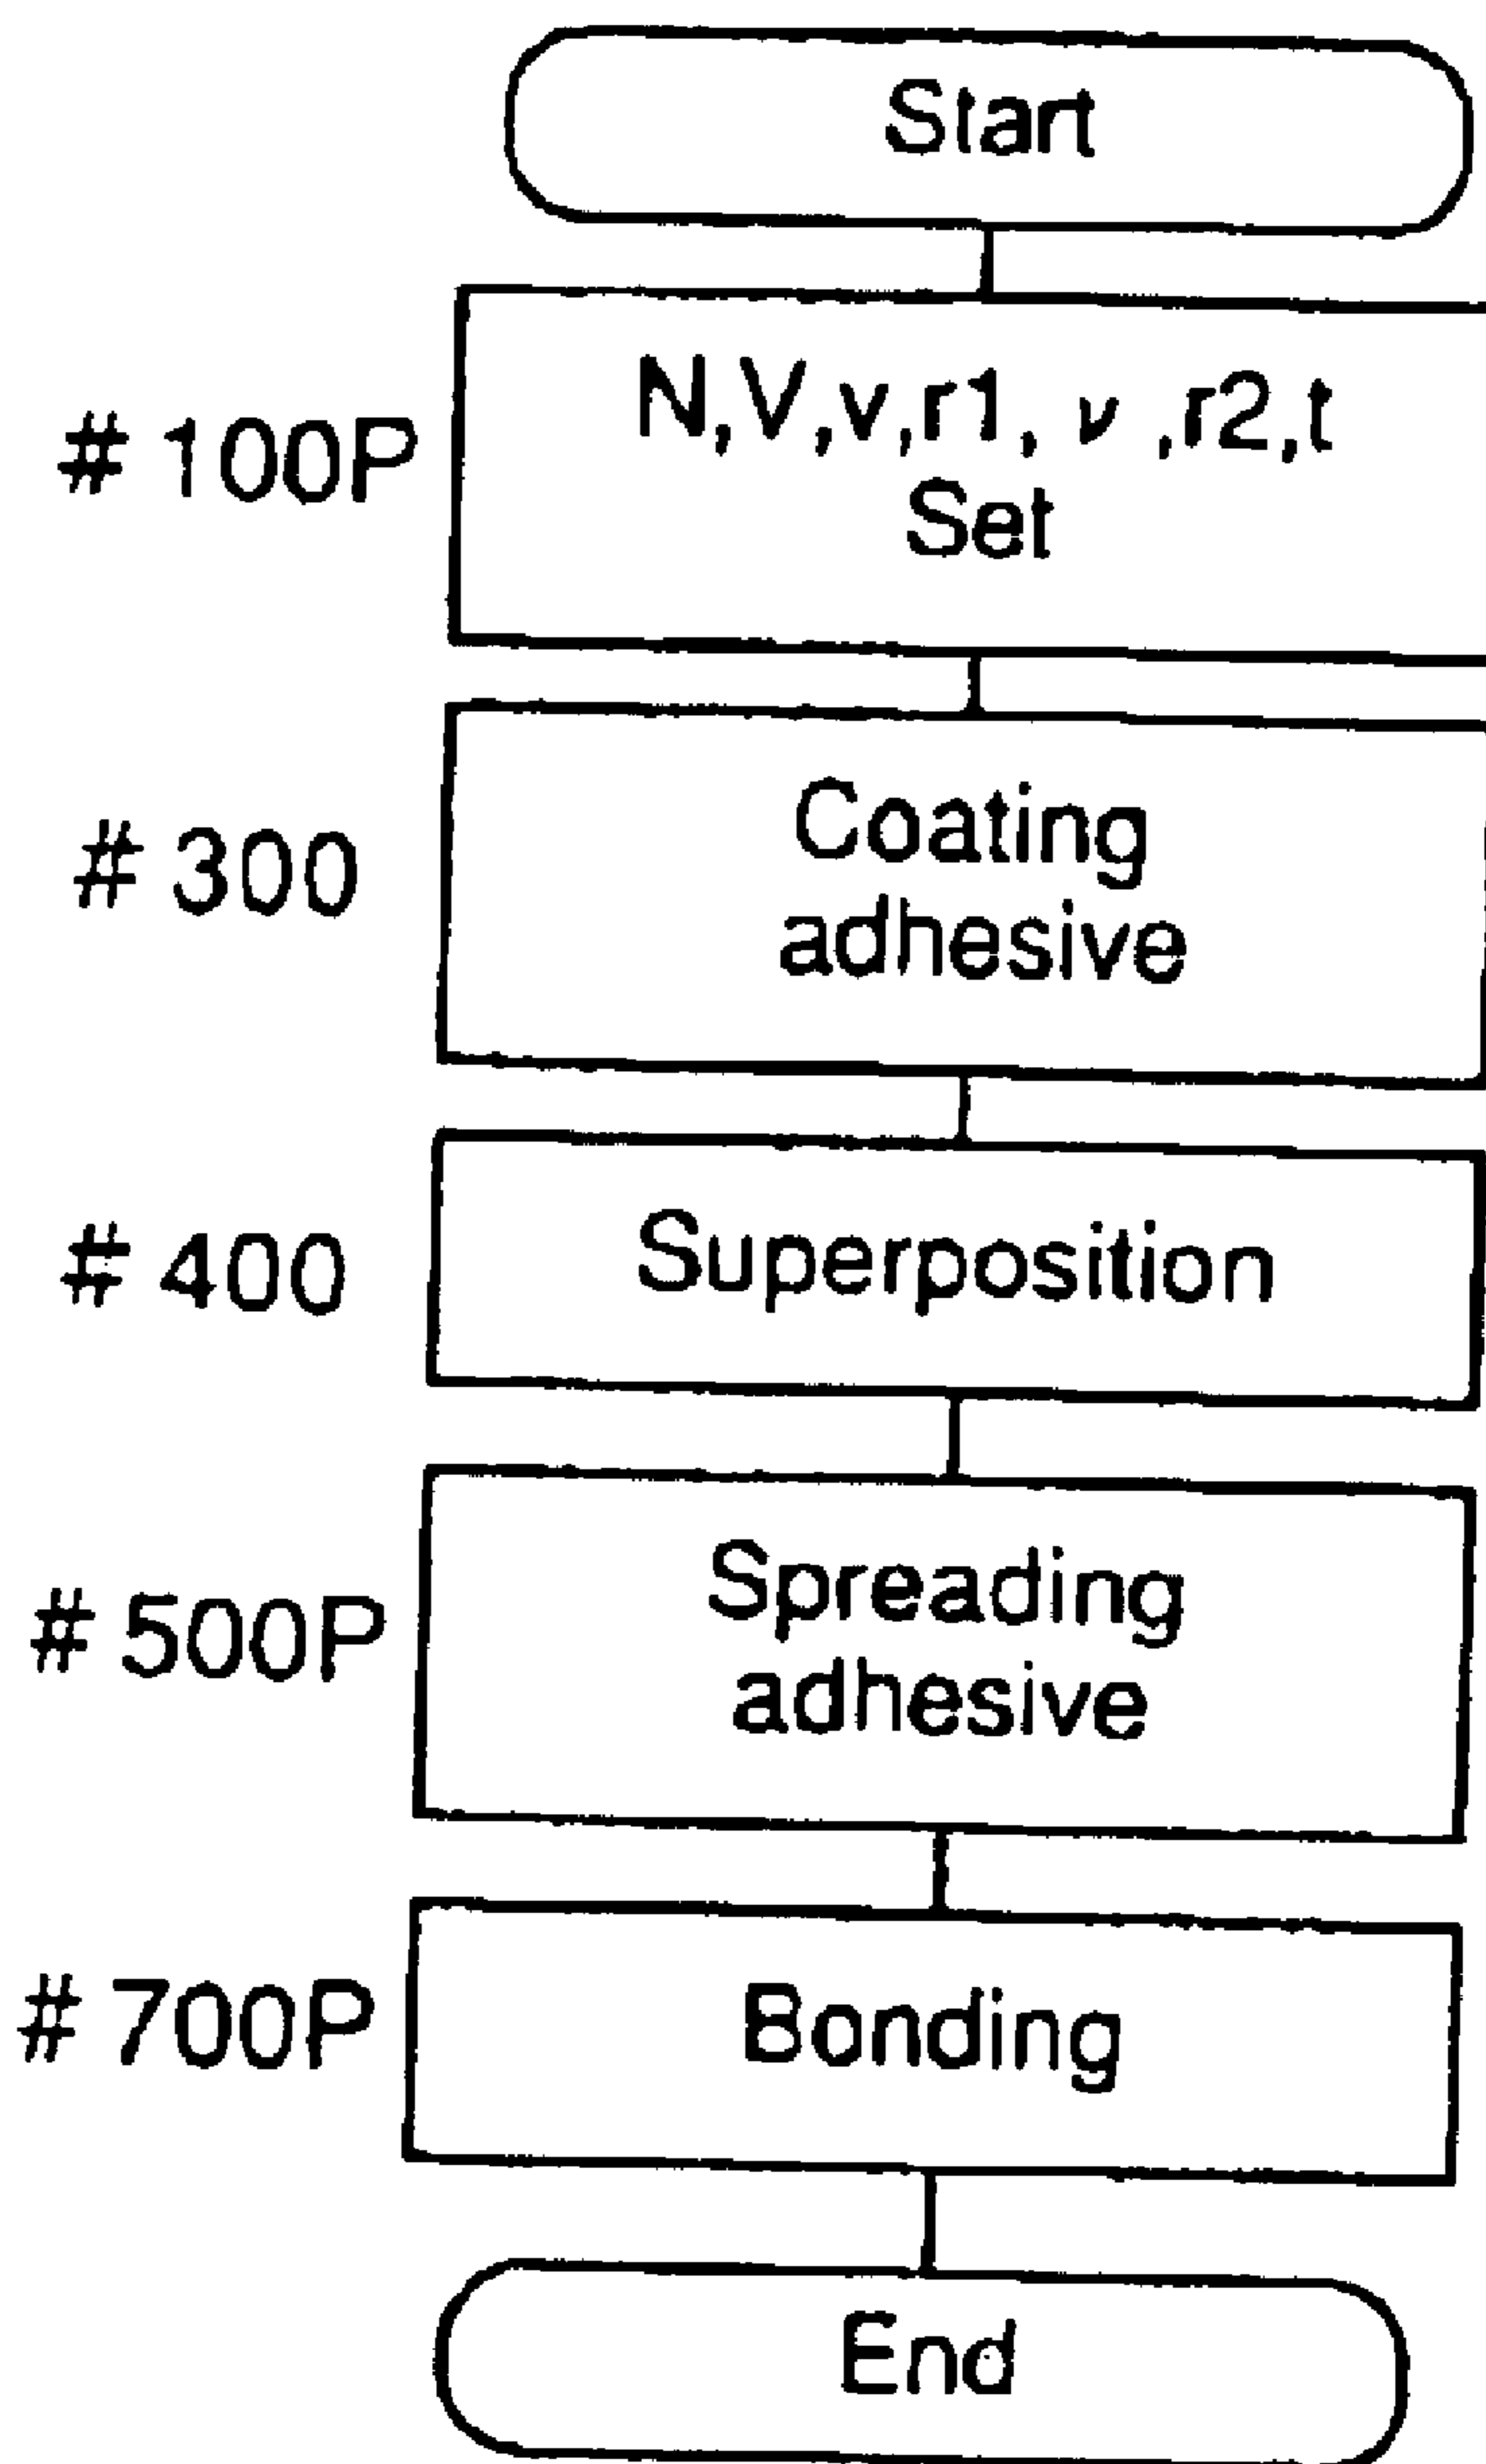 Start
# 100P
N,V,v,r1, ν ,r2,t
Set
# 300
Coating
adhesive
# 400
Superposition
# 500P
Spreading
adhesive
# 700P
Bonding
End